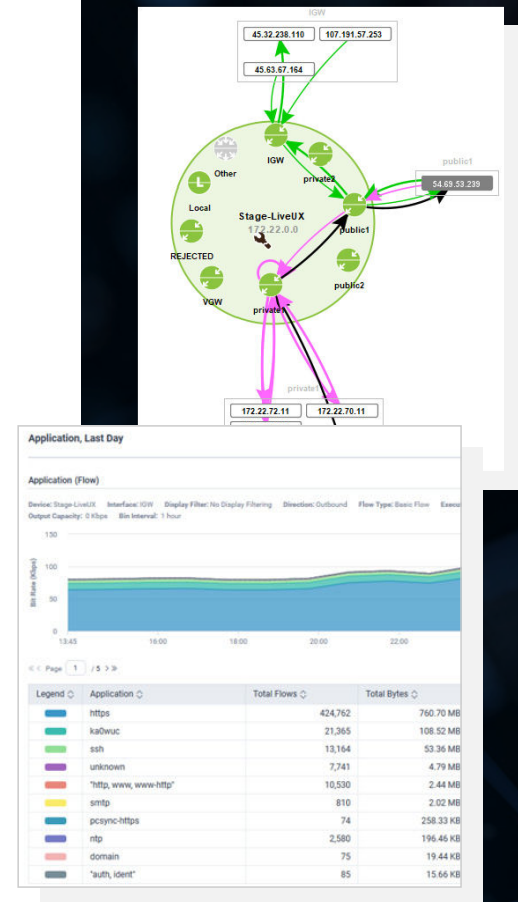 IGW
45.32.238.110 107.191.57.253
45.63.67.164
IGW
Other
private2
public1
54.69.53.239
Local
Stage-LiveUX
public1
172.22.0.0
REJECTED
public2
VGW
private1
private1
172.22.72.11 172.22.70.11
Application, Last Day
Application (Flow)
Device: Stage-LiveUX Interface: IGW Display Filter: No Display Filtering Direction: Outbound Flow Type: Basic Flow
Output Capacity: 0 Kbps Bin Interval: 1 hour
150
100
50
0
Bit Rate (Kbps)
13:45 16:00 18:00 20:00 22:00
Page 1 / 5
Legend Application Total Flows Total Bytes
https 424,762 760.70 MB
ka0wuc 21,365 108.52 MB
ssh 13,164 53.36 MB
unknown 7,741 4.79 MB
"http, www, www-http" 10,530 2.44 MB
smtp 810 2.02 MB
pcsync-https 74 258.33 KB
ntp 2,580 196.46 KB
domain 75 19.44 KB
"auth, ident" 85 15.66 KB